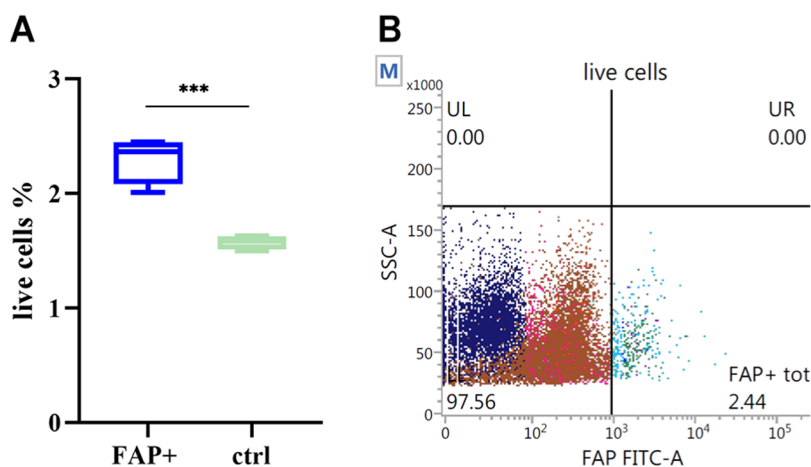 A
B
M
live cells
x1000
***
3
2
1
0
live cells %
FAP+
ctrl
UL
0.00
UR
0.00
250
200
150
100
50
0
SSC-A
97.56
FAP+ tot
2.44
0
10²
10³
10⁴
10⁵
FAP FITC-A